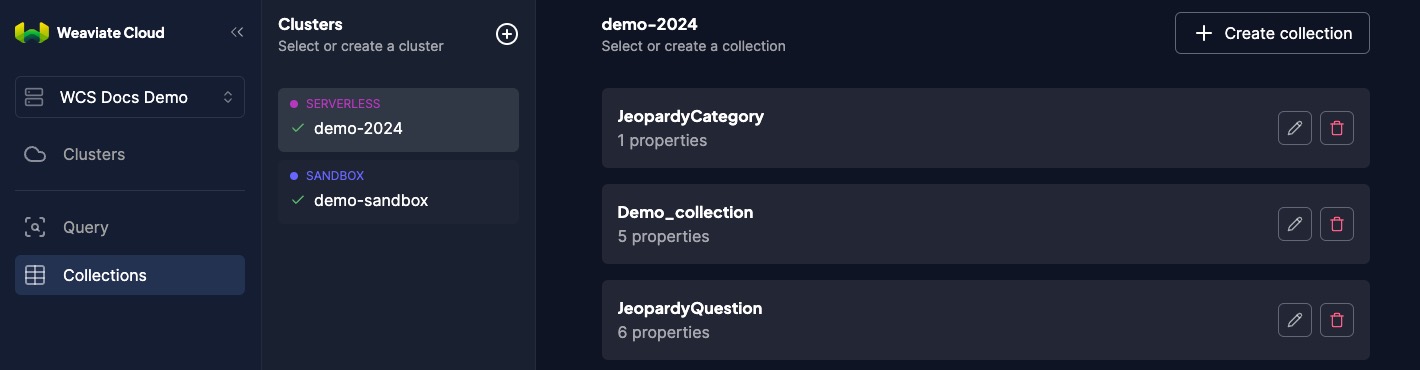 Weaviate Cloud
WCS Docs Demo
Clusters
Query
Collections
Clusters
Select or create a cluster
SERVERLESS
demo-2024
SANDBOX
demo-sandbox
demo-2024
Select or create a collection
Create collection
JeopardyCategory
1 properties
Demo_collection
5 properties
JeopardyQuestion
6 properties